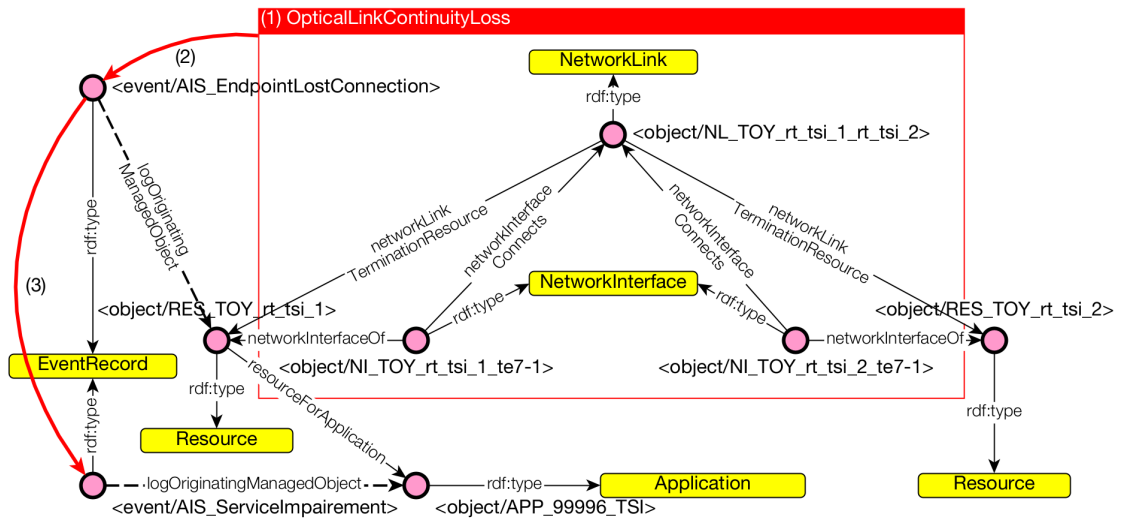 (1) OpticalLinkContinuityLoss
(2)
NetworkLink
<event/AIS_EndpointLostConnection>
rdf:type
<object/NL_TOY_rt_tsi_1_rt_tsi_2>
logOriginating
ManagedObject
rdf:type
networkLink
TerminationResource
networkInterface
Connects
networkInterface
Connects
networkLink
TerminationResource
(3)
NetworkInterface
<object/RES_TOY_rt_tsi_1>
rdf:type
rdf:type
<object/RES_TOY_rt_tsi_2>
networkInterfaceOf
networkInterfaceOf
EventRecord
<object/NI_TOY_rt_tsi_1_te7-1>
<object/NI_TOY_rt_tsi_2_te7-1>
rdf:type
resourceForApplication
rdf:type
rdf:type
Resource
logOriginatingManagedObject
rdf:type
Application
Resource
<event/AIS_ServiceImpairement>
<object/APP_99996_TSI>